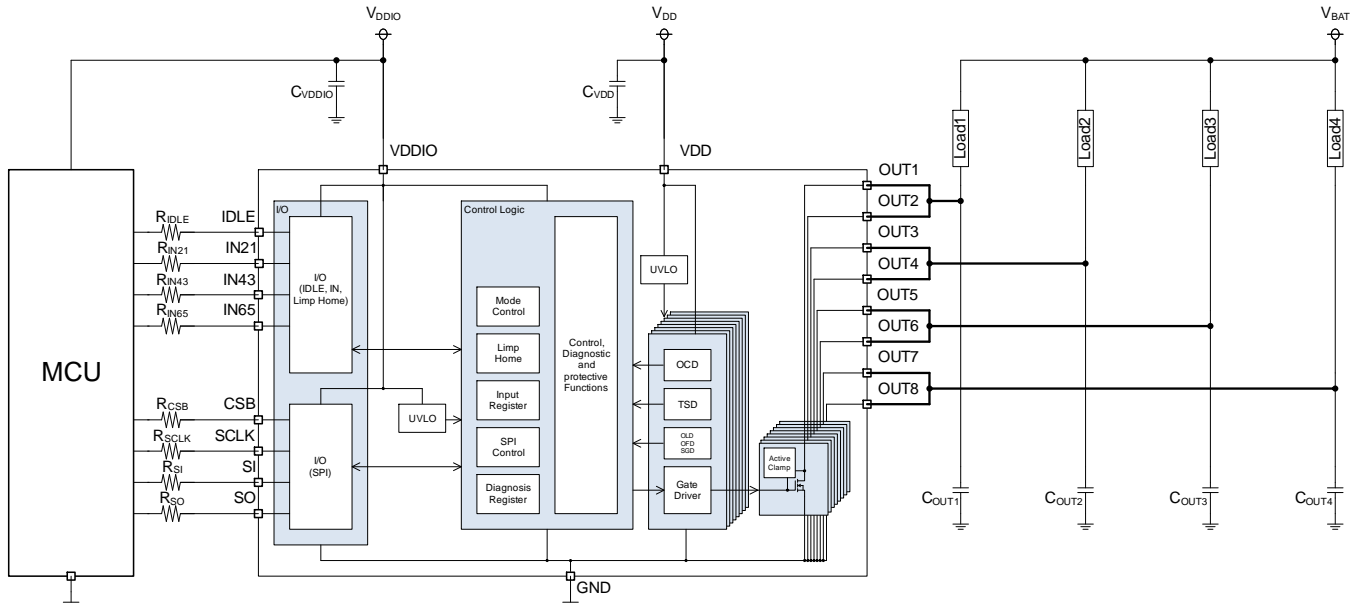 VDDIO
VDD
VBAT
CVDDIO
CVDD
Load1
Load2
Load3
Load4
VDDIO
VDD
OUT1
OUT2
OUT3
OUT4
OUT5
OUT6
OUT7
OUT8
MCU
RIDLE
IDLE
RIN21
IN21
RIN43
IN43
RIN65
IN65
RCSB
CSB
RSCLK
SCLK
RSI
SI
RSO
SO
I/O
I/O
(IDLE, IN,
Limp Home)
I/O
(SPI)
UVLO
Control Logic
Mode
Control
Limp
Home
Input
Register
SPI
Control
Diagnosis
Register
Control,
Diagnostic
and
protective
Functions
UVLO
OCD
TSD
OLD
OFD
SGD
Gate
Driver
Active
Clamp
COUT1
COUT2
COUT3
COUT4
GND